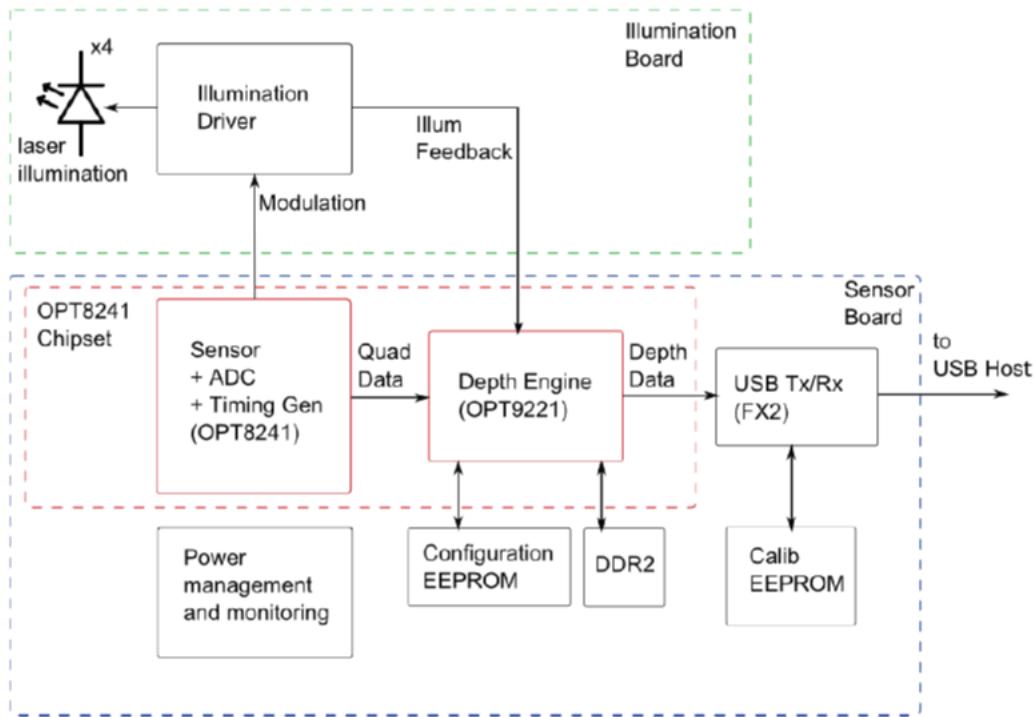 Illumination
Board
x4
Illumination
Driver
laser
illumination
Illum
Feedback
Modulation
OPT8241
Chipset
Sensor
Board
Sensor
+ ADC
+ Timing Gen
(OPT8241)
Quad
Data
Depth Engine
(OPT9221)
Depth
Data
USB Tx/Rx
(FX2)
to
USB Host
Power
management
and monitoring
Configuration
EEPROM
DDR2
Calib
EEPROM